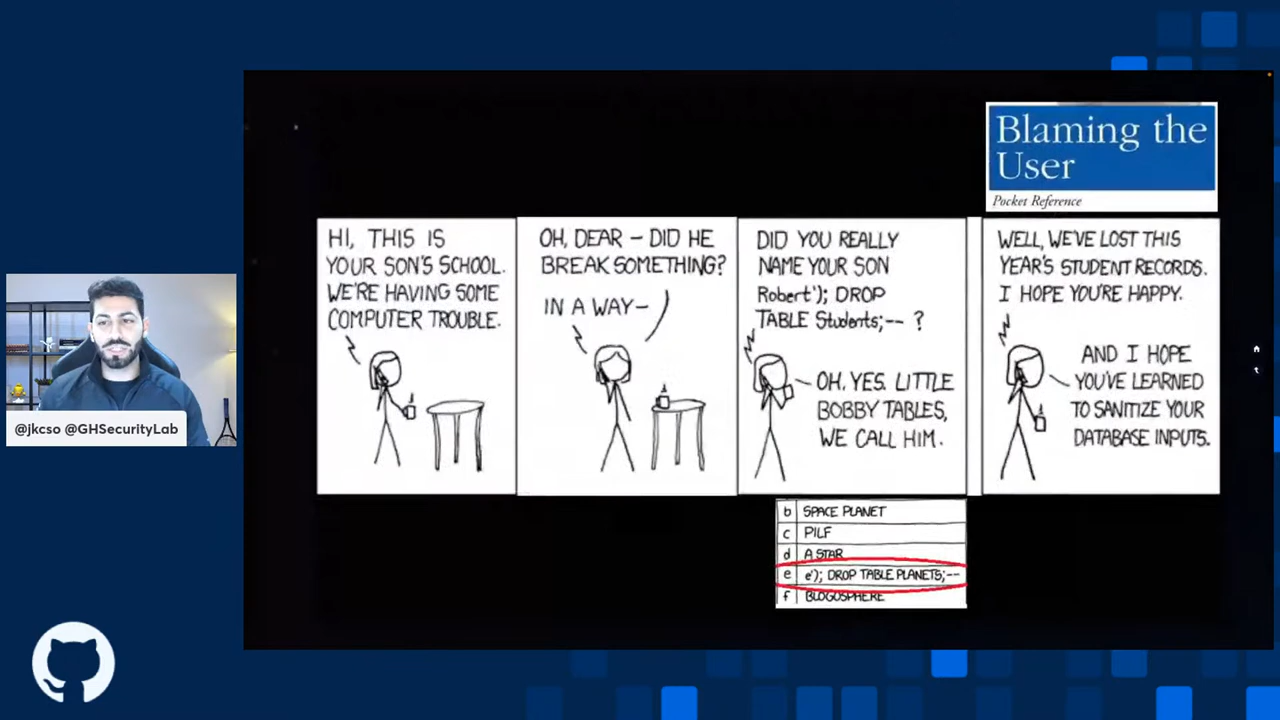 Blaming the
User
Pocket Reference
HI, THIS IS
YOUR SON'S SCHOOL.
WE'RE HAVING SOME
COMPUTER TROUBLE.
OH, DEAR – DID HE
BREAK SOMETHING?
IN A WAY–
DID YOU REALLY
NAME YOUR SON
Robert'); DROP
TABLE Students;-- ?
OH, YES. LITTLE
BOBBY TABLES,
WE CALL HIM.
WELL, WE'VE LOST THIS
YEAR'S STUDENT RECORDS.
I HOPE YOU'RE HAPPY.
AND I HOPE
YOU'VE LEARNED
TO SANITIZE YOUR
DATABASE INPUTS.
b SPACE PLANET
c PILF
d A STAR
e e'); DROP TABLE PLANETS;--
f BLOGOSPHERE
@jkcso @GHSecurityLab